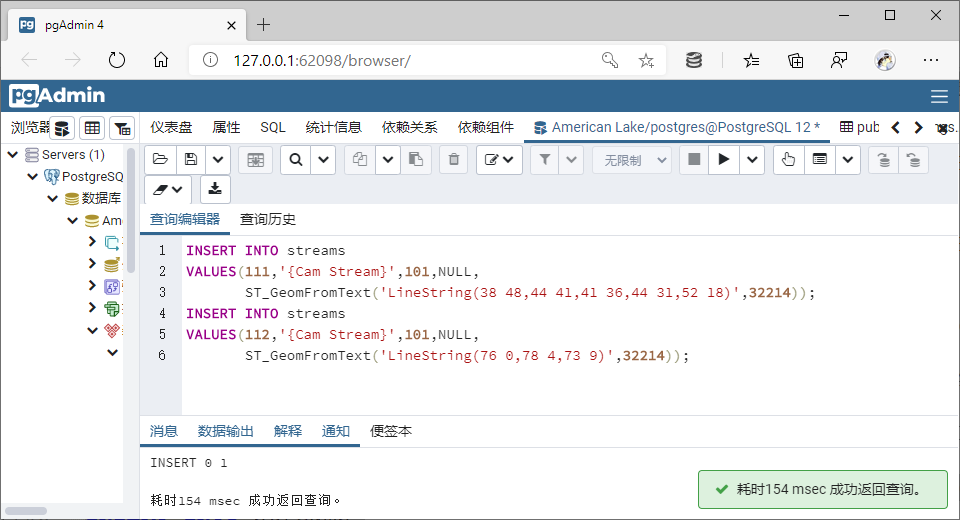 pgAdmin 4
127.0.0.1:62098/browser/
pgAdmin
浏览器
仪表盘 属性 SQL 统计信息 依赖关系 依赖组件 American Lake/postgres@PostgreSQL 12 * pub
Servers (1)
PostgreSQ
数据库
Ame
无限制
查询编辑器 查询历史
1 INSERT INTO streams
2 VALUES(111,'{Cam Stream}',101,NULL,
3 ST_GeomFromText('LineString(38 48,44 41,41 36,44 31,52 18)',32214));
4 INSERT INTO streams
5 VALUES(112,'{Cam Stream}',101,NULL,
6 ST_GeomFromText('LineString(76 0,78 4,73 9)',32214));
消息 数据输出 解释 通知 便签本
INSERT 0 1
耗时154 msec 成功返回查询。
耗时154 msec 成功返回查询。